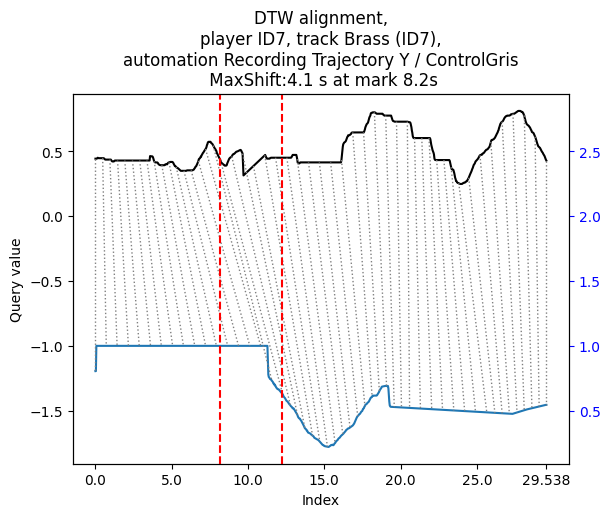 DTW alignment,
player ID7, track Brass (ID7),
automation Recording Trajectory Y / ControlGris
MaxShift:4.1 s at mark 8.2s
Query value
0.5
0.0
−0.5
−1.0
−1.5
2.5
2.0
1.5
1.0
0.5
0.0 5.0 10.0 15.0 20.0 25.0 29.538
Index